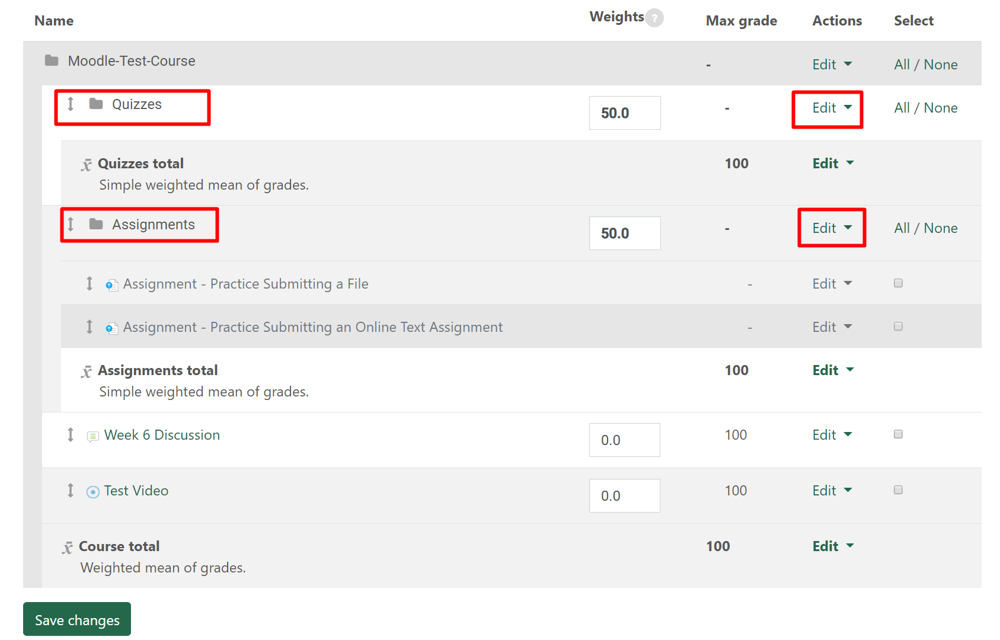 Name Weights ? Max grade Actions Select
Moodle-Test-Course - Edit All / None
Quizzes 50.0 - Edit All / None
Quizzes total 100 Edit
Simple weighted mean of grades.
Assignments 50.0 - Edit All / None
Assignment - Practice Submitting a File - Edit
Assignment - Practice Submitting an Online Text Assignment - Edit
Assignments total 100 Edit
Simple weighted mean of grades.
Week 6 Discussion 0.0 100 Edit
Test Video 0.0 100 Edit
Course total 100 Edit
Weighted mean of grades.
Save changes